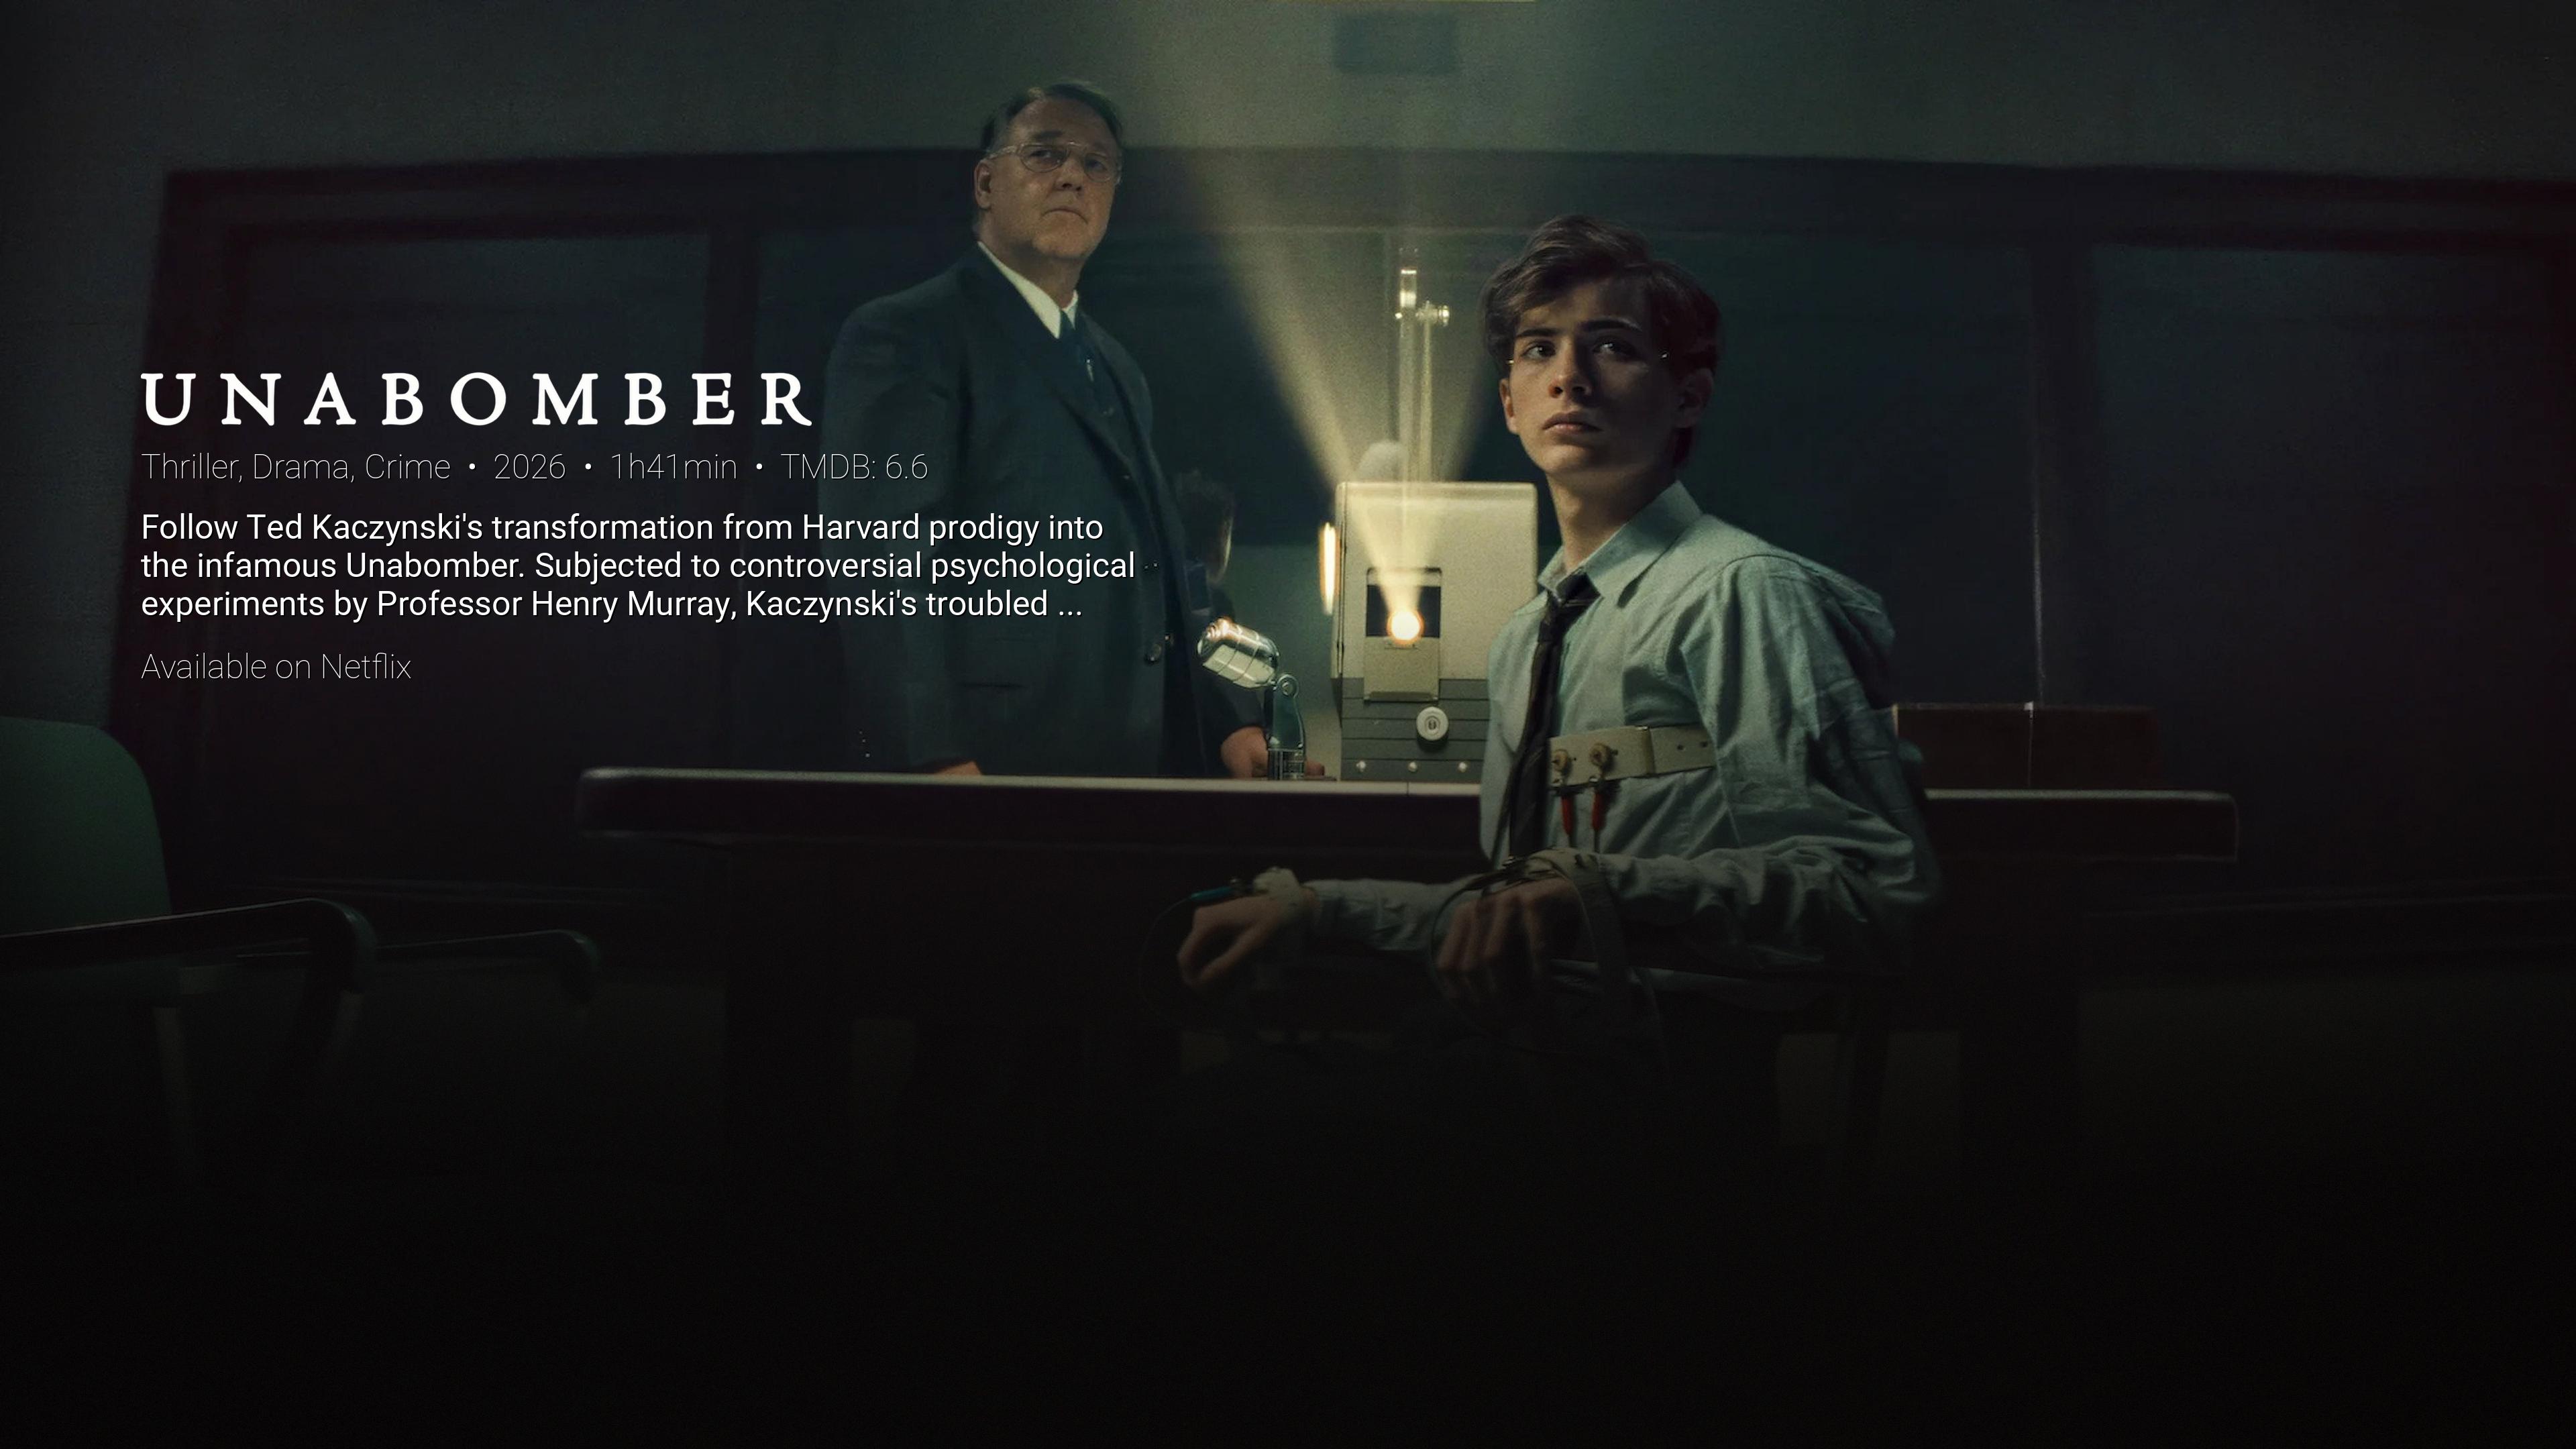 UNABOMBER
Thriller, Drama, Crime • 2026 • 1h41min • TMDB: 6.6
Follow Ted Kaczynski's transformation from Harvard prodigy into
the infamous Unabomber. Subjected to controversial psychological
experiments by Professor Henry Murray, Kaczynski's troubled ...
Available on Netflix